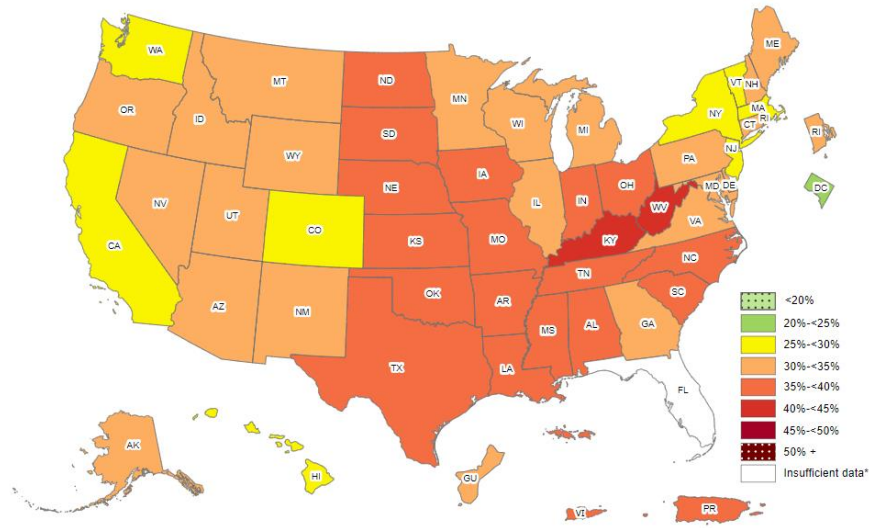 WA
MT
ND
MN
ME
VT
NH
OR
ID
SD
WI
MI
NY
MA
CT
RI
RI
WY
IA
PA
NJ
NE
OH
MD
DE
DC
NV
UT
CO
IL
IN
WV
VA
CA
KS
MO
KY
NC
TN
AZ
NM
OK
AR
SC
MS
AL
GA
TX
LA
FL
AK
HI
GU
VI
PR
<20%
20%-<25%
25%-<30%
30%-<35%
35%-<40%
40%-<45%
45%-<50%
50% +
Insufficient data*